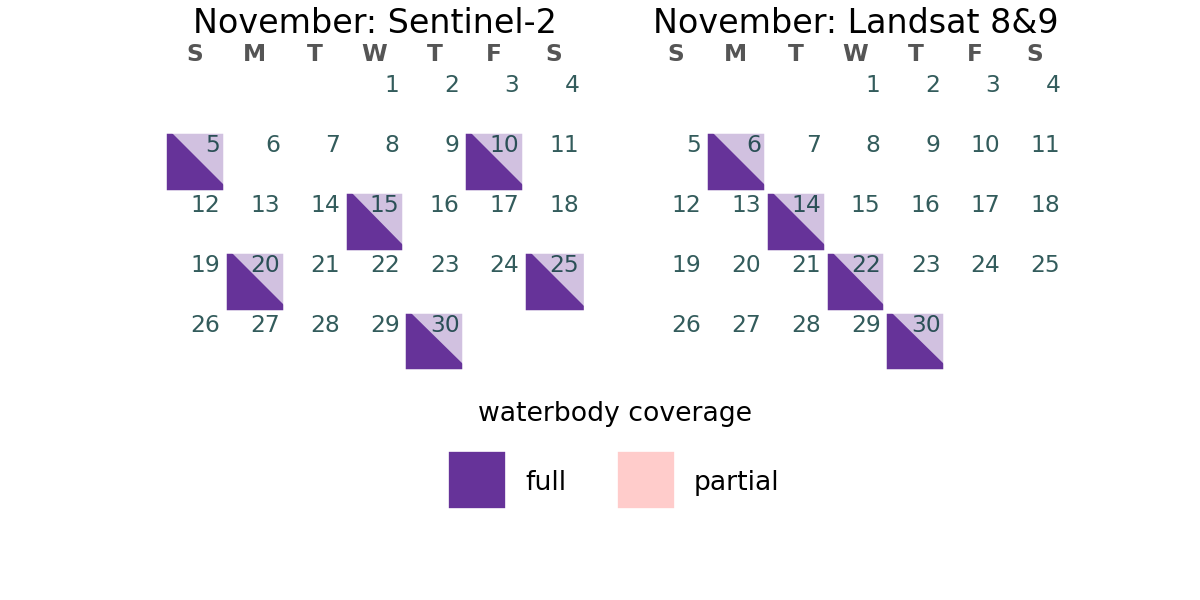 November: Sentinel-2
S M T W T F S
1 2 3 4
5 6 7 8 9 10 11
12 13 14 15 16 17 18
19 20 21 22 23 24 25
26 27 28 29 30
November: Landsat 8&9
S M T W T F S
1 2 3 4
5 6 7 8 9 10 11
12 13 14 15 16 17 18
19 20 21 22 23 24 25
26 27 28 29 30
waterbody coverage
full partial